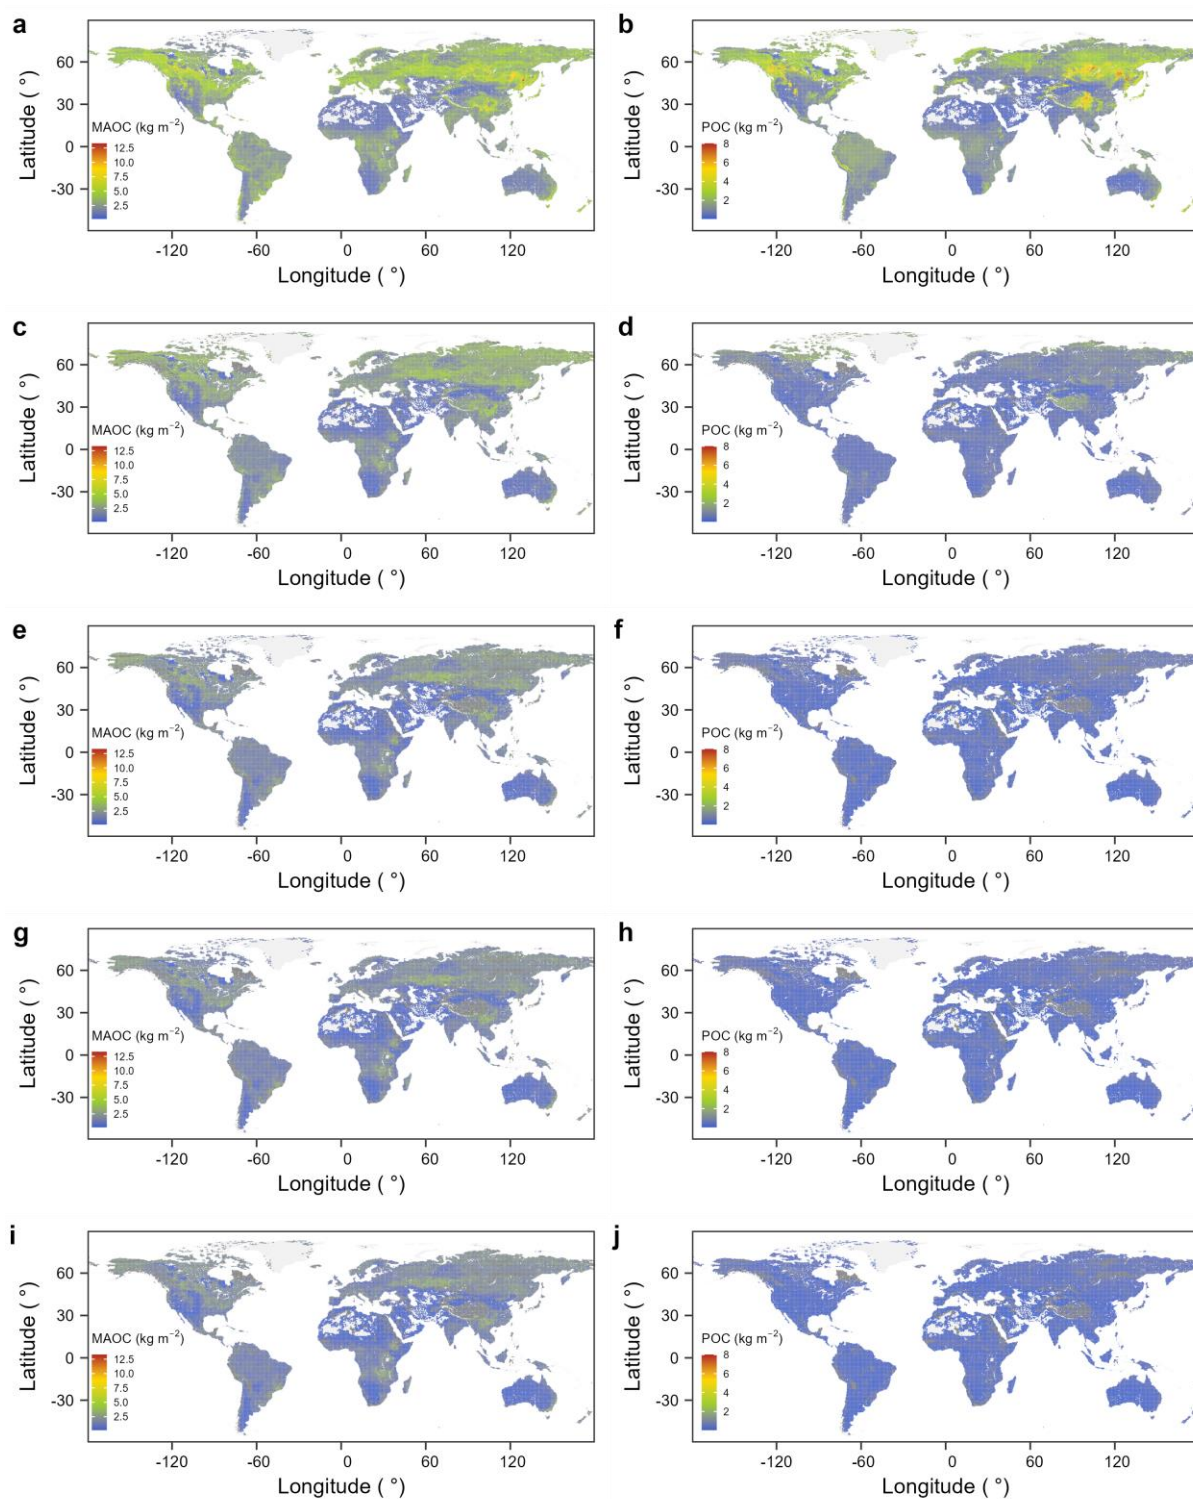 a
60
30
0
-30
Latitude ( °)
MAOC (kg m−2)
12.5
10.0
7.5
5.0
2.5
-120 -60 0 60 120
Longitude ( °)
b
60
30
0
-30
Latitude ( °)
POC (kg m−2)
8
6
4
2
-120 -60 0 60 120
Longitude ( °)
c
60
30
0
-30
Latitude ( °)
MAOC (kg m−2)
12.5
10.0
7.5
5.0
2.5
-120 -60 0 60 120
Longitude ( °)
d
60
30
0
-30
Latitude ( °)
POC (kg m−2)
8
6
4
2
-120 -60 0 60 120
Longitude ( °)
e
60
30
0
-30
Latitude ( °)
MAOC (kg m−2)
12.5
10.0
7.5
5.0
2.5
-120 -60 0 60 120
Longitude ( °)
f
60
30
0
-30
Latitude ( °)
POC (kg m−2)
8
6
4
2
-120 -60 0 60 120
Longitude ( °)
g
60
30
0
-30
Latitude ( °)
MAOC (kg m−2)
12.5
10.0
7.5
5.0
2.5
-120 -60 0 60 120
Longitude ( °)
h
60
30
0
-30
Latitude ( °)
POC (kg m−2)
8
6
4
2
-120 -60 0 60 120
Longitude ( °)
i
60
30
0
-30
Latitude ( °)
MAOC (kg m−2)
12.5
10.0
7.5
5.0
2.5
-120 -60 0 60 120
Longitude ( °)
j
60
30
0
-30
Latitude ( °)
POC (kg m−2)
8
6
4
2
-120 -60 0 60 120
Longitude ( °)